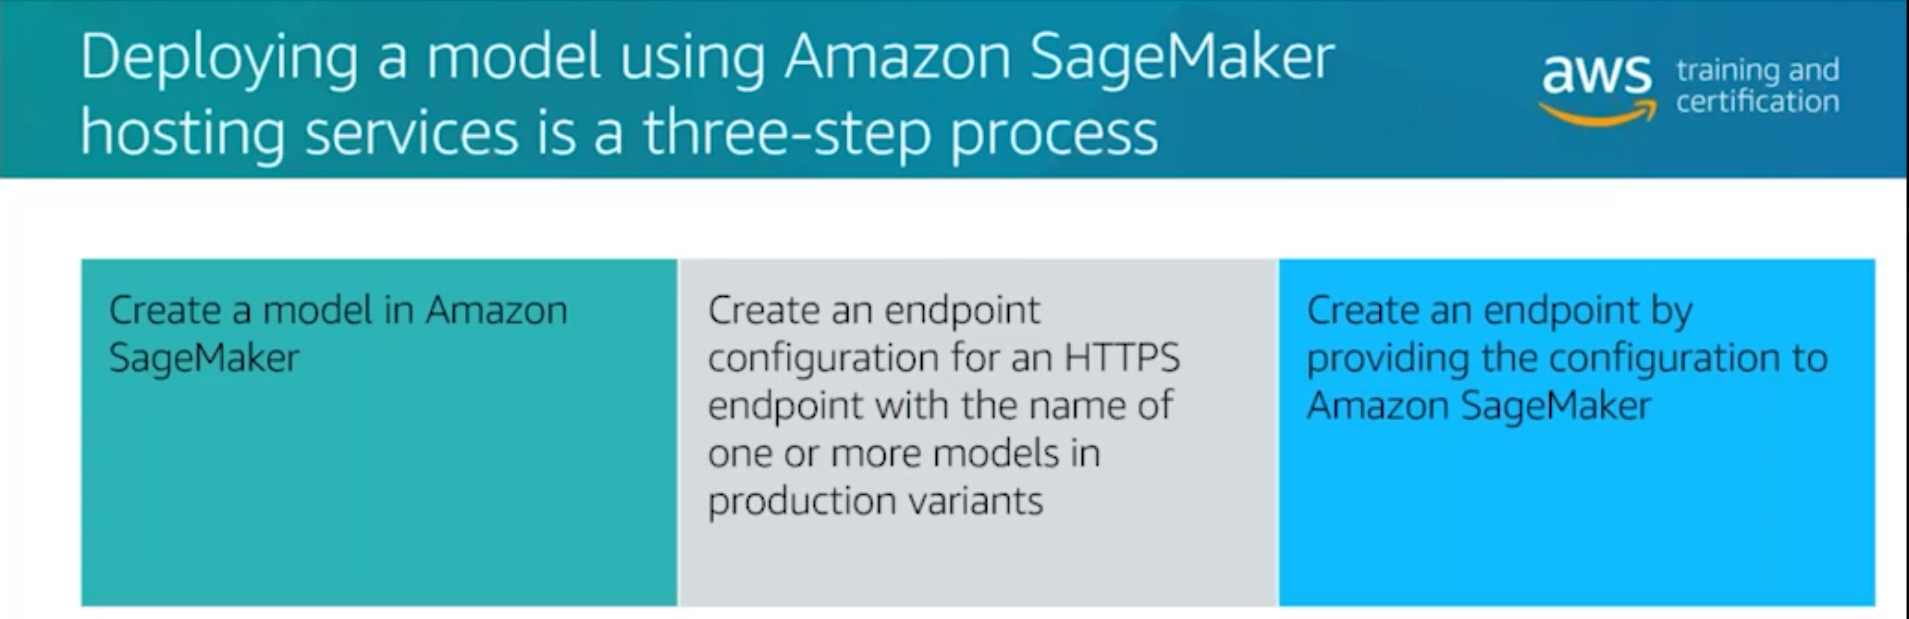 Deploying a model using Amazon SageMaker
hosting services is a three-step process
aws training and
certification
Create a model in Amazon
SageMaker
Create an endpoint
configuration for an HTTPS
endpoint with the name of
one or more models in
production variants
Create an endpoint by
providing the configuration to
Amazon SageMaker